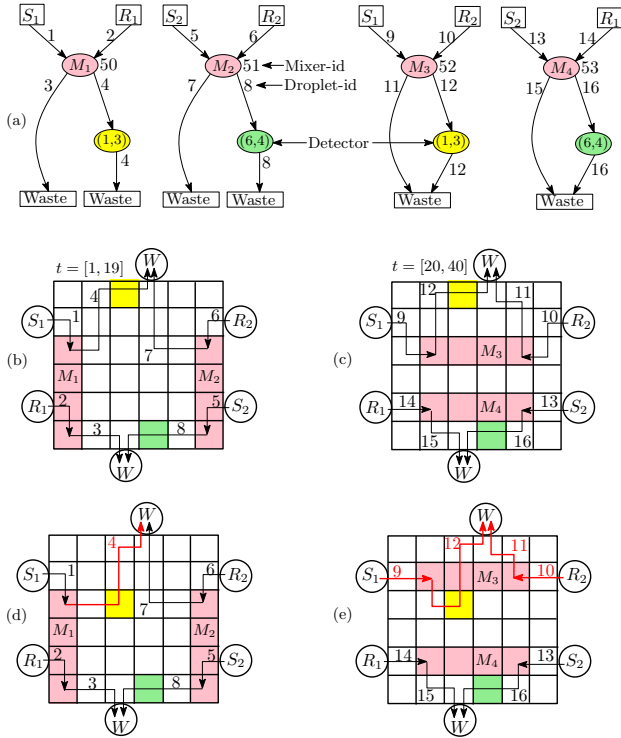 S₁ R₁ S₂ R₂ S₁ R₂ S₂ R₁
1 2 5 6 9 10 13 14
M₁ 50 M₂ 51 Mixer-id M₃ 52 M₄ 53
3 4 7 8 Droplet-id 11 12 15 16
(a) (1,3) (6,4) Detector (1,3) (6,4)
4 8 12 16
Waste Waste Waste Waste Waste Waste
t = [1, 19] W t = [20, 40] W
4 12 11
S₁ 1 6 R₂ S₁ 9 10 R₂
7 M₃
(b) M₁ M₂ (c)
R₁ 2 5 S₂ R₁ 14 M₄ 13 S₂
3 8 15 16
W W
W W
4 12 11
S₁ 1 6 R₂ S₁ 9 M₃ 10 R₂
7
(d) M₁ M₂ (e)
R₁ 2 5 S₂ R₁ 14 M₄ 13 S₂
3 8 15 16
W W